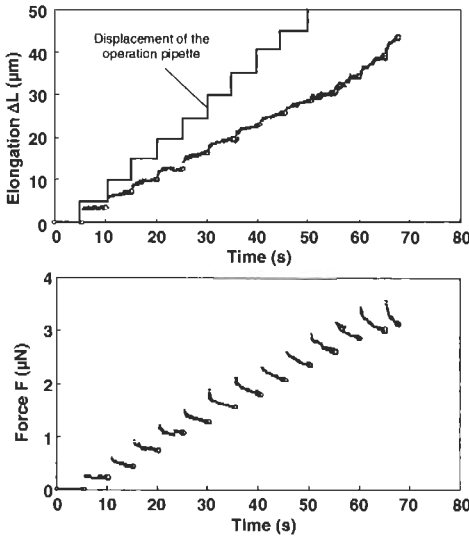 50
40
30
20
10
0
Elongation ΔL (µm)
Displacement of the
operation pipette
0 10 20 30 40 50 60 70 80
Time (s)
4
3
2
1
0
Force F (µN)
0 10 20 30 40 50 60 70 80
Time (s)